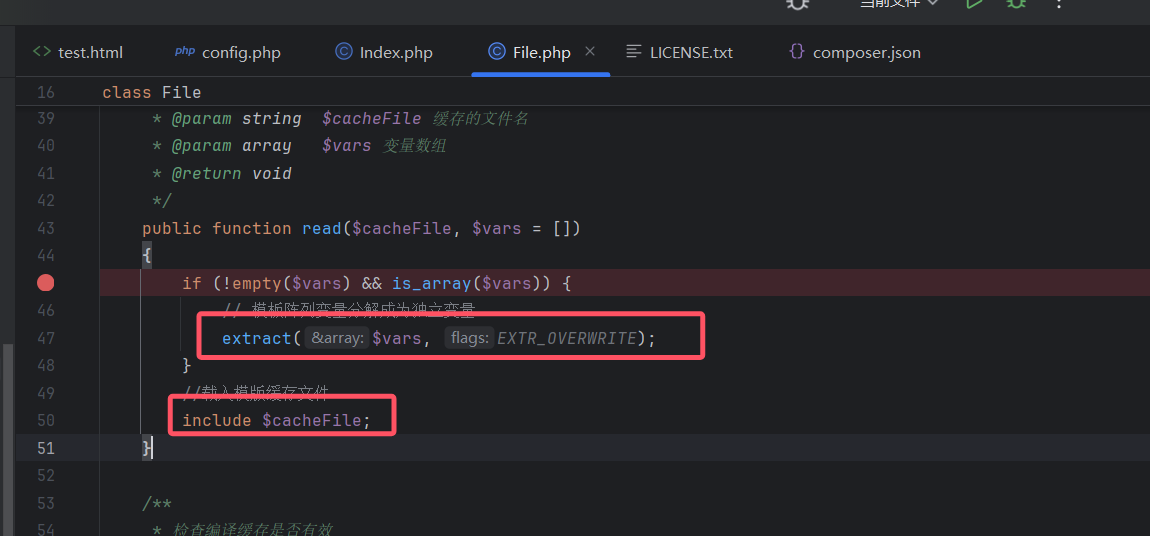 当前文件
test.html config.php Index.php File.php LICENSE.txt composer.json
16 class File
39 * @param string $cacheFile 缓存的文件名
40 * @param array $vars 变量数组
41 * @return void
42 */
43 public function read($cacheFile, $vars = [])
44 {
if (!empty($vars) && is_array($vars)) {
46 // 模板阵列变量分解成为独立变量
47 extract( &array: $vars, flags: EXTR_OVERWRITE);
48 }
49 //载入模版缓存文件
50 include $cacheFile;
51 }
52
53 /**
54 * 检查编译缓存是否有效